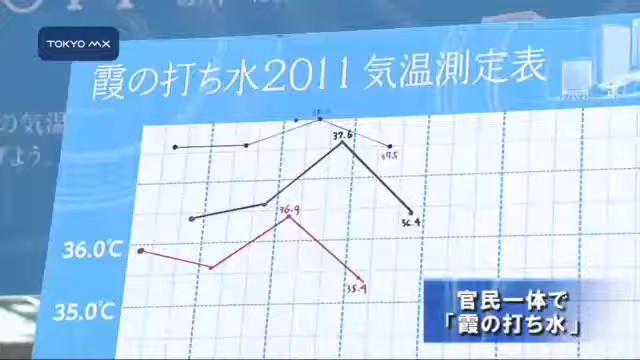 TOKYO MX
霞の打ち水2011 気温測定表
の気温
よう。
37.6
37.5
36.4
36.9
36.0℃
35.4
35.0℃
官民一体で
「霞の打ち水」